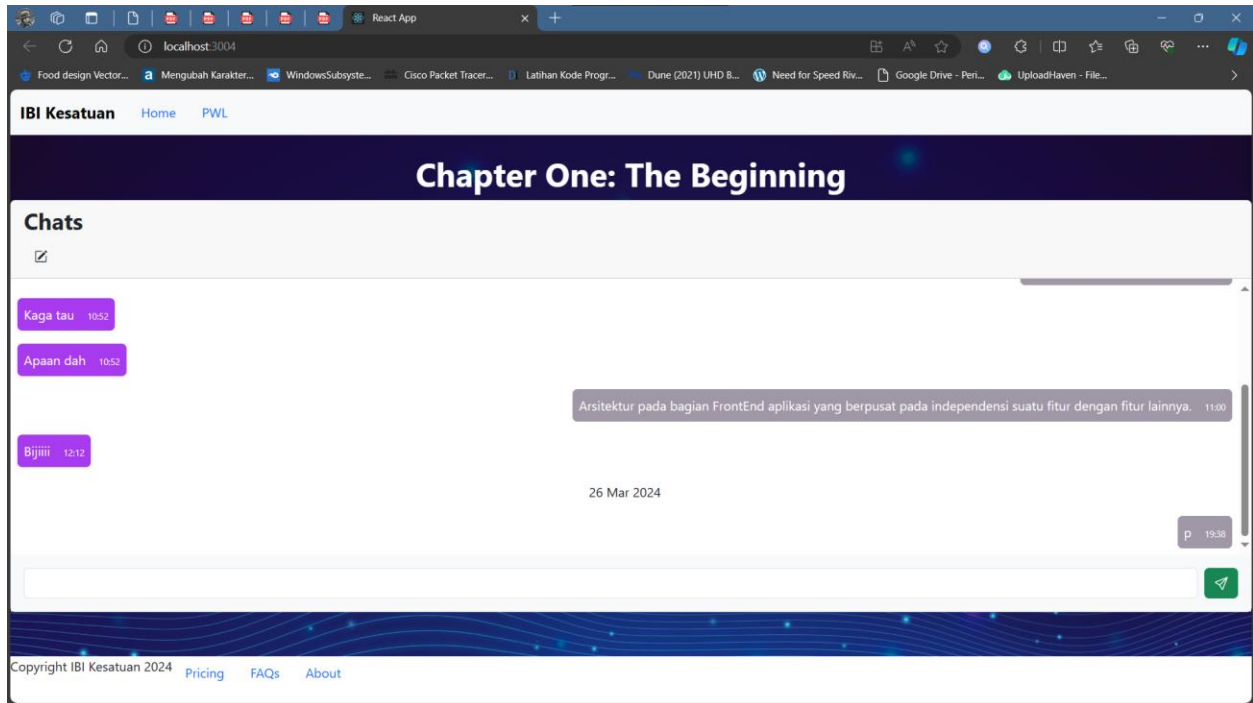 React App
localhost:3004
Food design Vector...
Mengubah Karakter...
WindowsSubsyste...
Cisco Packet Tracer...
Latihan Kode Progr...
Dune (2021) UHD B...
Need for Speed Riv...
Google Drive - Peri...
UploadHaven - File...
IBI Kesatuan Home PWL
Chapter One: The Beginning
Chats
Kaga tau 10:52
Apaan dah 10:52
Arsitektur pada bagian FrontEnd aplikasi yang berpusat pada independensi suatu fitur dengan fitur lainnya. 11:00
Bijiiii 12:12
26 Mar 2024
p 19:38
Copyright IBI Kesatuan 2024 Pricing FAQs About